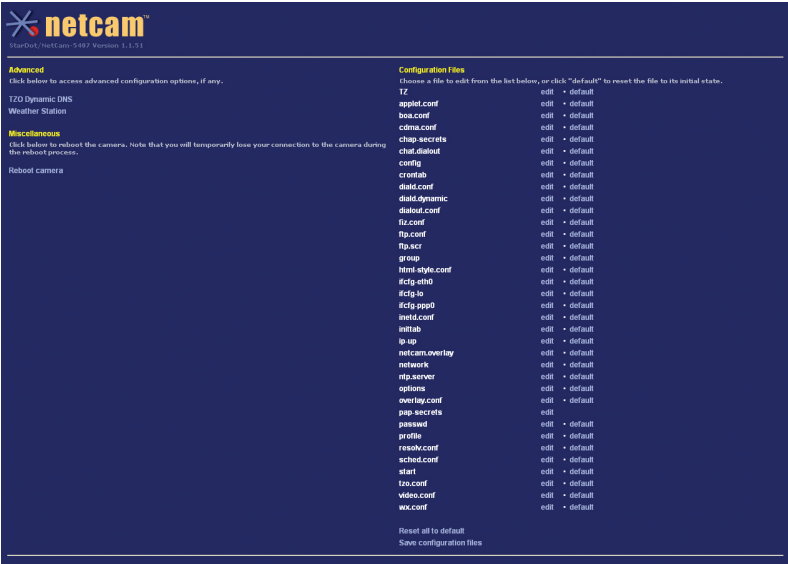 netcam™
StarDot/NetCam-5407 Version 1.1.51
Advanced
Click below to access advanced configuration options, if any.
TZO Dynamic DNS
Weather Station
Miscellaneous
Click below to reboot the camera. Note that you will temporarily lose your connection to the camera during
the reboot process.
Reboot camera
Configuration Files
Choose a file to edit from the list below, or click "default" to reset the file to its initial state.
TZ edit • default
applet.conf edit • default
boa.conf edit • default
cdma.conf edit • default
chap-secrets edit • default
chat.dialout edit • default
config edit • default
crontab edit • default
diald.conf edit • default
diald.dynamic edit • default
dialout.conf edit • default
fiz.conf edit • default
ftp.conf edit • default
ftp.scr edit • default
group edit • default
html-style.conf edit • default
ifcfg-eth0 edit • default
ifcfg-lo edit • default
ifcfg-ppp0 edit • default
inetd.conf edit • default
inittab edit • default
ip-up edit • default
netcam.overlay edit • default
network edit • default
ntp.server edit • default
options edit • default
overlay.conf edit • default
pap-secrets edit
passwd edit • default
profile edit • default
resolv.conf edit • default
sched.conf edit • default
start edit • default
tzo.conf edit • default
video.conf edit • default
wx.conf edit • default
Reset all to default
Save configuration files